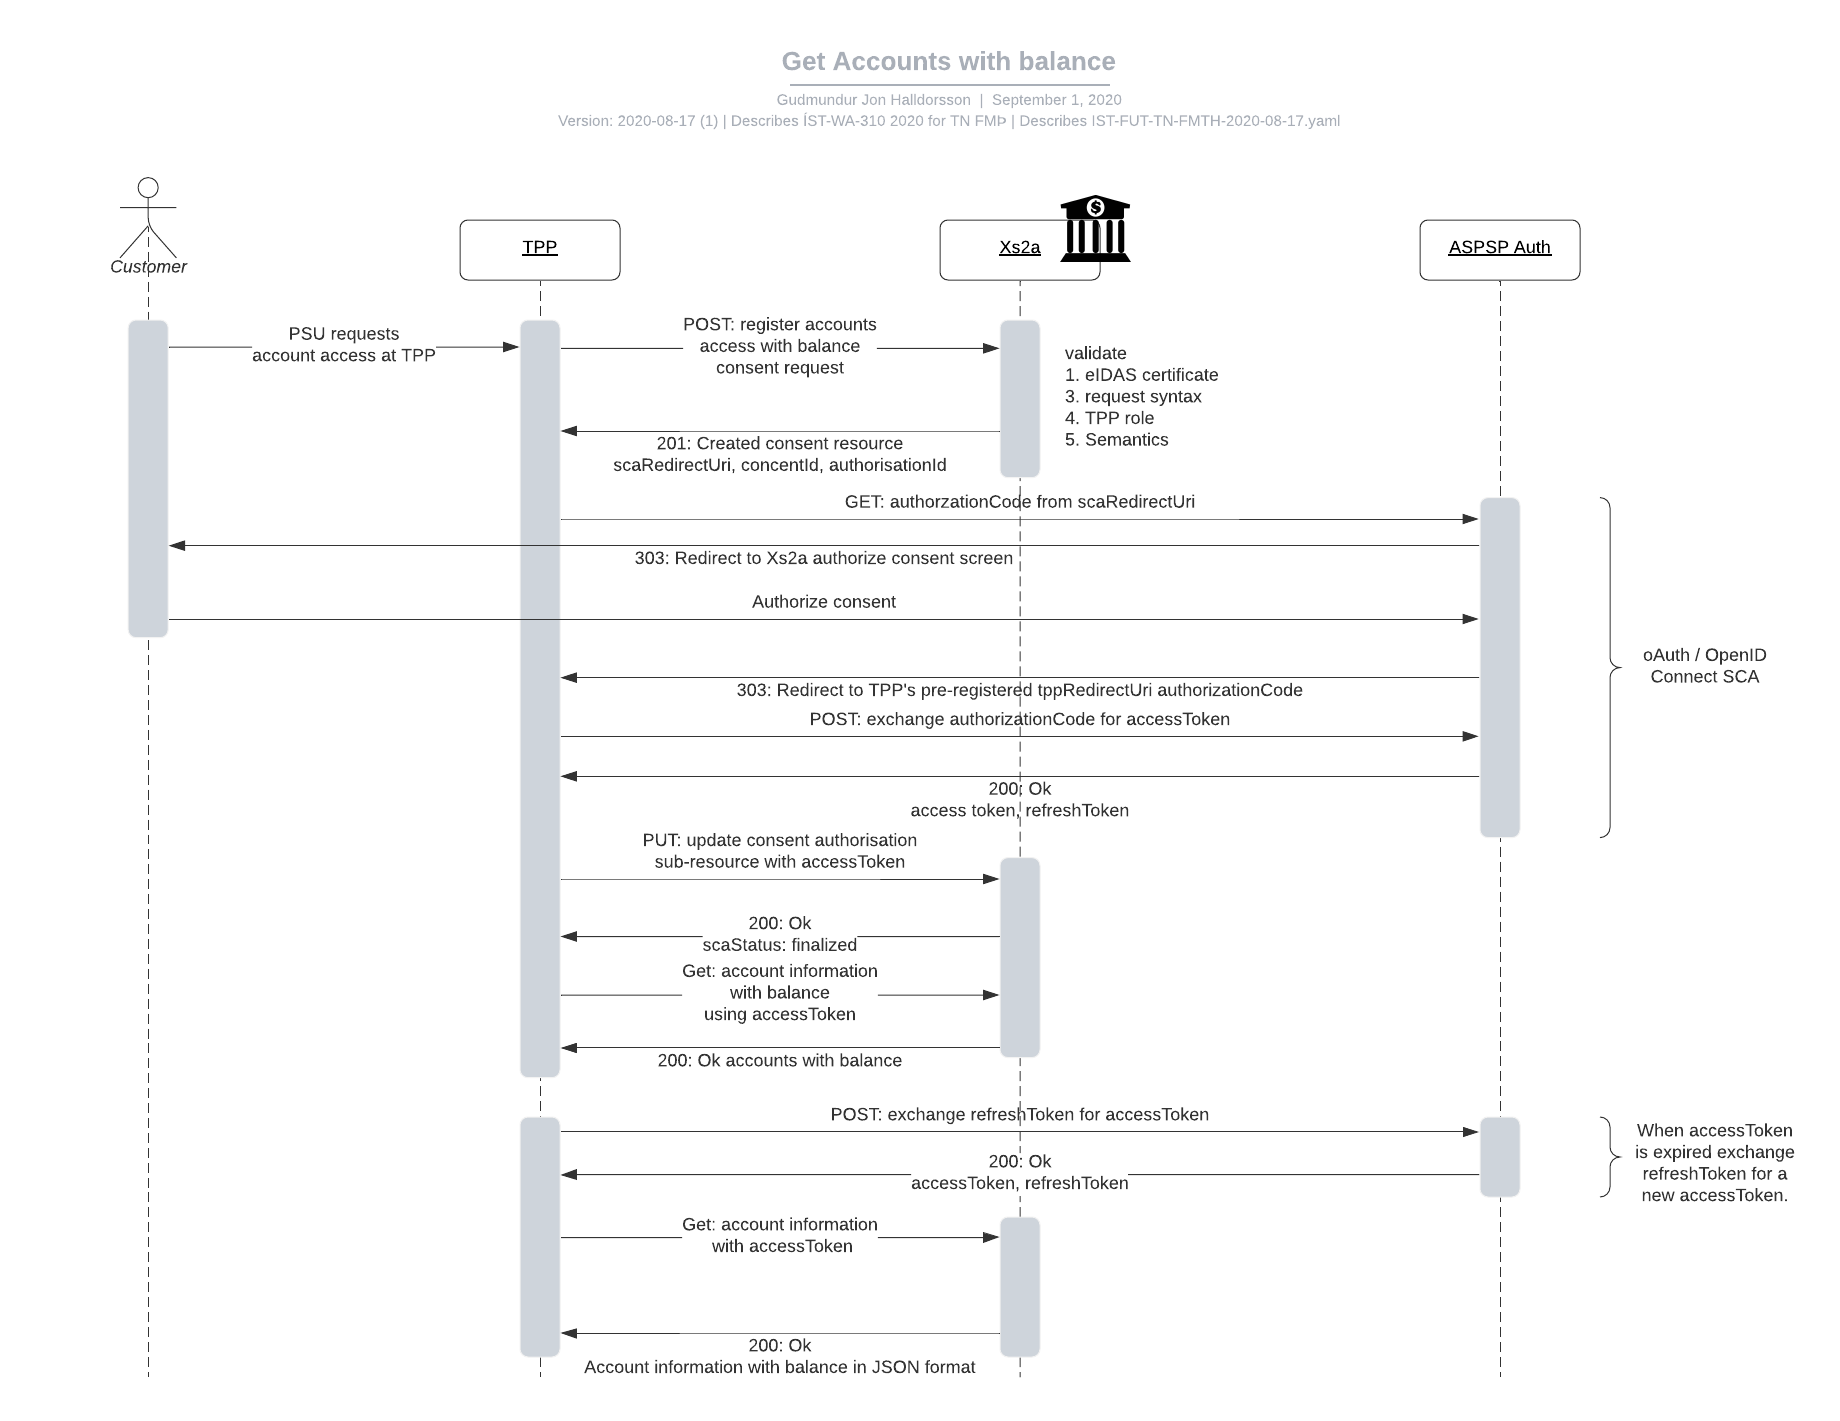 Get Accounts with balance
Gudmundur Jon Halldorsson | September 1, 2020
Version: 2020-08-17 (1) | Describes ÍST-WA-310 2020 for TN FMÞ | Describes IST-FUT-TN-FMTH-2020-08-17.yaml
Customer
TPP
Xs2a
$
ASPSP Auth
PSU requests
account access at TPP
POST: register accounts
access with balance
consent request
validate
1. eIDAS certificate
3. request syntax
4. TPP role
5. Semantics
201: Created consent resource
scaRedirectUri, concentId, authorisationId
GET: authorzationCode from scaRedirectUri
303: Redirect to Xs2a authorize consent screen
Authorize consent
oAuth / OpenID
Connect SCA
303: Redirect to TPP's pre-registered tppRedirectUri authorizationCode
POST: exchange authorizationCode for accessToken
200: Ok
access token, refreshToken
PUT: update consent authorisation
sub-resource with accessToken
200: Ok
scaStatus: finalized
Get: account information
with balance
using accessToken
200: Ok accounts with balance
POST: exchange refreshToken for accessToken
200: Ok
accessToken, refreshToken
When accessToken
is expired exchange
refreshToken for a
new accessToken.
Get: account information
with accessToken
200: Ok
Account information with balance in JSON format